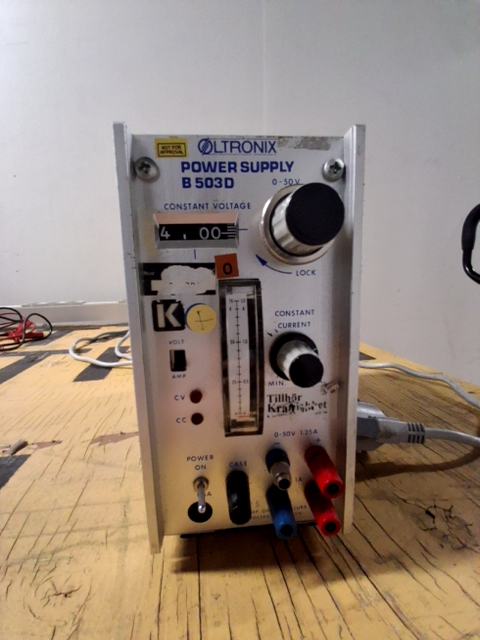 NOT FOR
APPROVAL
OLTRONIX
POWER SUPPLY
B 503D
0-50V
CONSTANT VOLTAGE
4.00
LOCK
0
K
CONSTANT
CURRENT
VOLT
AMP
MIN
Tillhör
CV
CC
0-50V 1.25A
POWER
ON
CASE
+